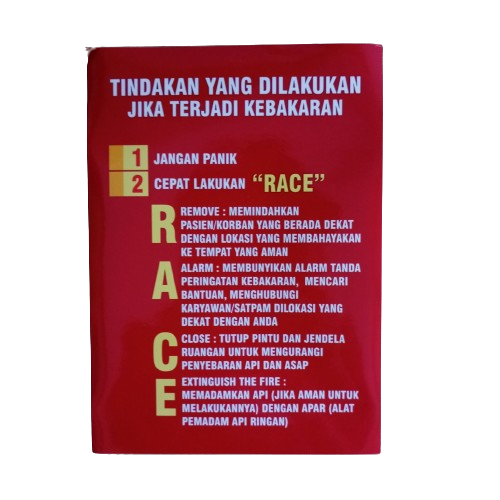 TINDAKAN YANG DILAKUKAN
JIKA TERJADI KEBAKARAN
1 JANGAN PANIK
2 CEPAT LAKUKAN “RACE”
R
REMOVE : MEMINDAHKAN
PASIEN/KORBAN YANG BERADA DEKAT
DENGAN LOKASI YANG MEMBAHAYAKAN
KE TEMPAT YANG AMAN
A
ALARM : MEMBUNYIKAN ALARM TANDA
PERINGATAN KEBAKARAN, MENCARI
BANTUAN, MENGHUBUNGI
KARYAWAN/SATPAM DILOKASI YANG
DEKAT DENGAN ANDA
C
CLOSE : TUTUP PINTU DAN JENDELA
RUANGAN UNTUK MENGURANGI
PENYEBARAN API DAN ASAP
E
EXTINGUISH THE FIRE :
MEMADAMKAN API (JIKA AMAN UNTUK
MELAKUKANNYA) DENGAN APAR (ALAT
PEMADAM API RINGAN)